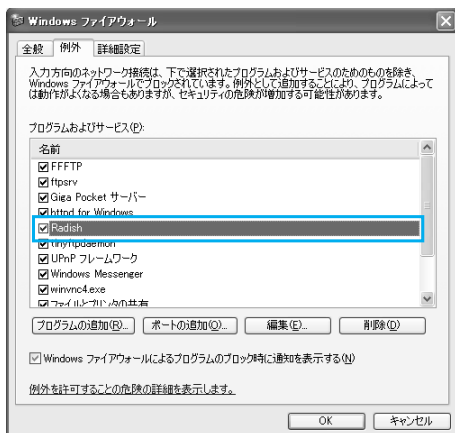 Windows ファイアウォール
全般 例外 詳細設定
入力方向のネットワーク接続は、下で選択されたプログラムおよびサービスのためのものを除き、
Windows ファイアウォールでブロックされています。例外として追加することにより、プログラムによって
は動作がよくなる場合もありますが、セキュリティの危険が増加する可能性があります。
プログラムおよびサービス(P):
名前
FFFTP
ftpsrv
Giga Pocket サーバー
httpd for Windows
Radish
tinyftpdaemon
UPnP フレームワーク
Windows Messenger
winvnc4.exe
ファイルとプリンタの共有
プログラムの追加(R)... ポートの追加(O)... 編集(E)... 削除(D)
Windows ファイアウォールによるプログラムのブロック時に通知を表示する(N)
例外を許可することの危険の詳細を表示します。
OK キャンセル